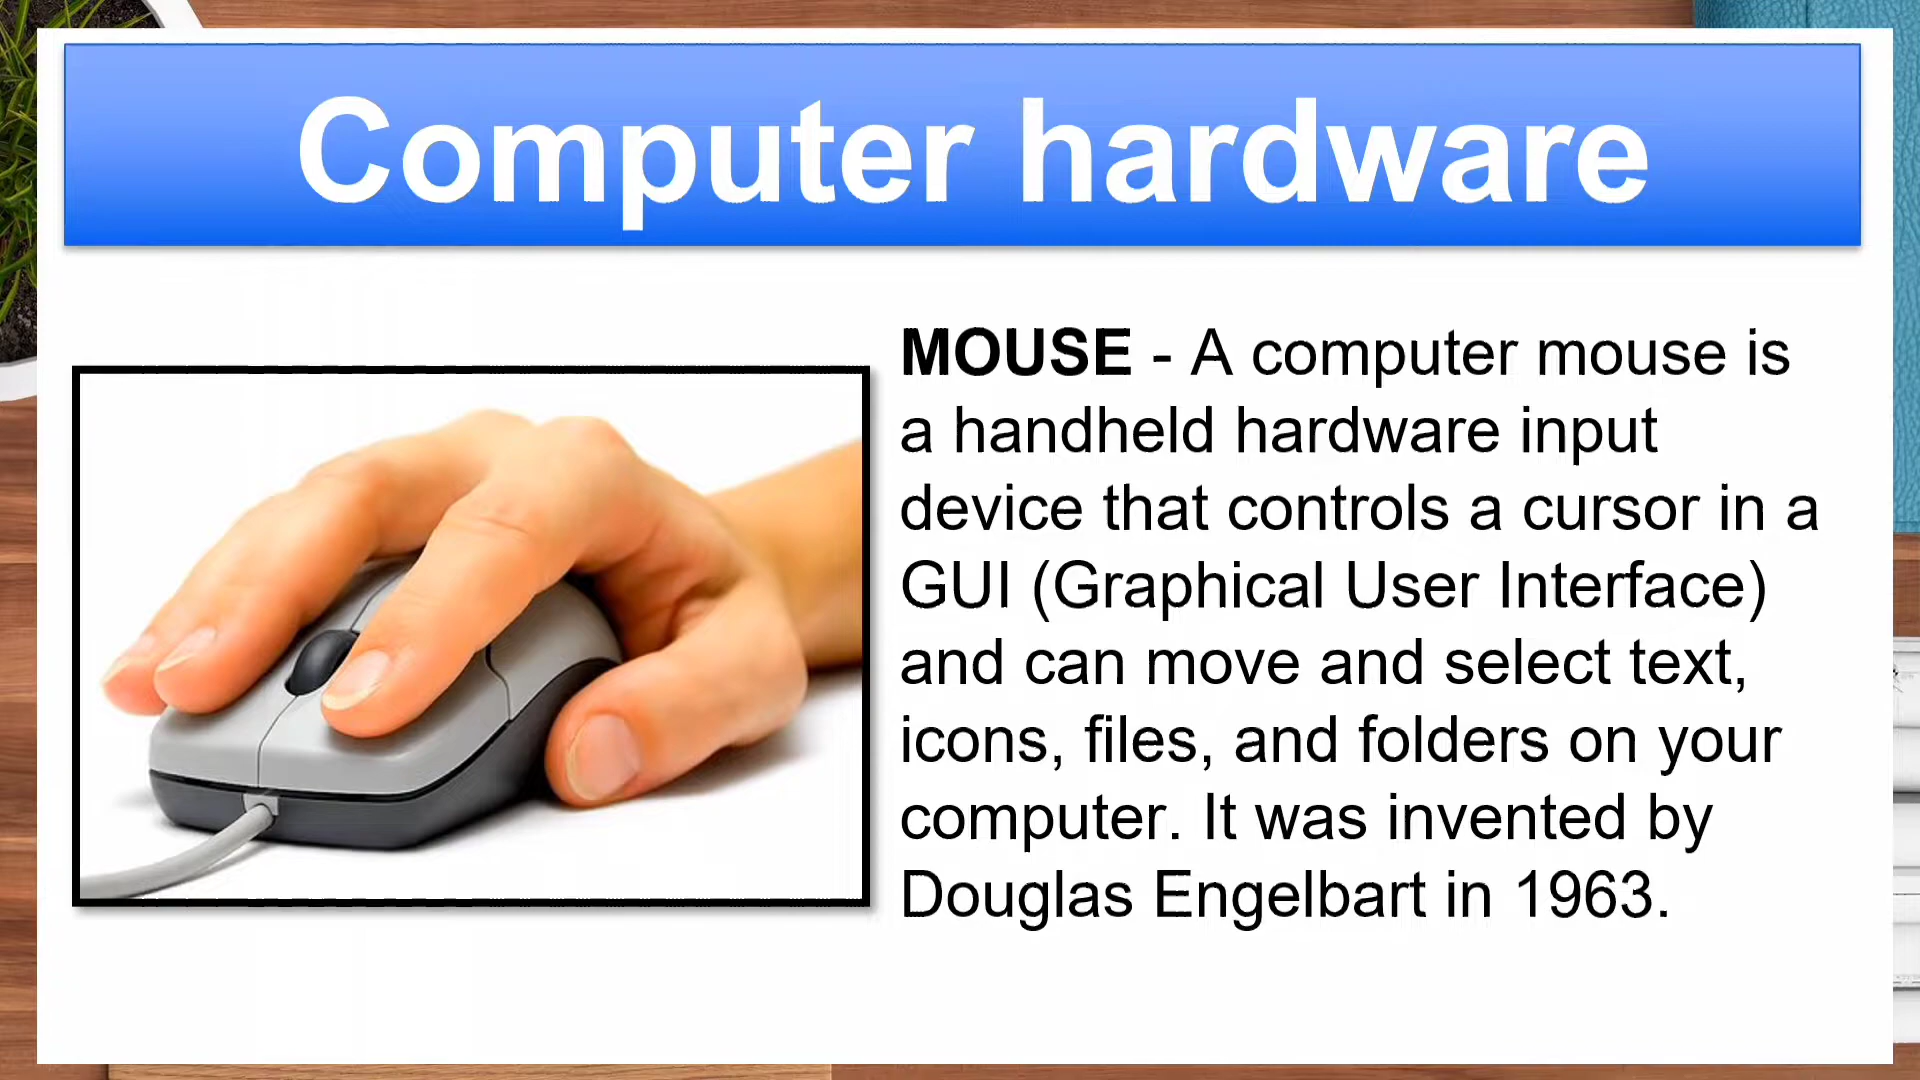 Computer hardware
MOUSE - A computer mouse is
a handheld hardware input
device that controls a cursor in a
GUI (Graphical User Interface)
and can move and select text,
icons, files, and folders on your
computer. It was invented by
Douglas Engelbart in 1963.